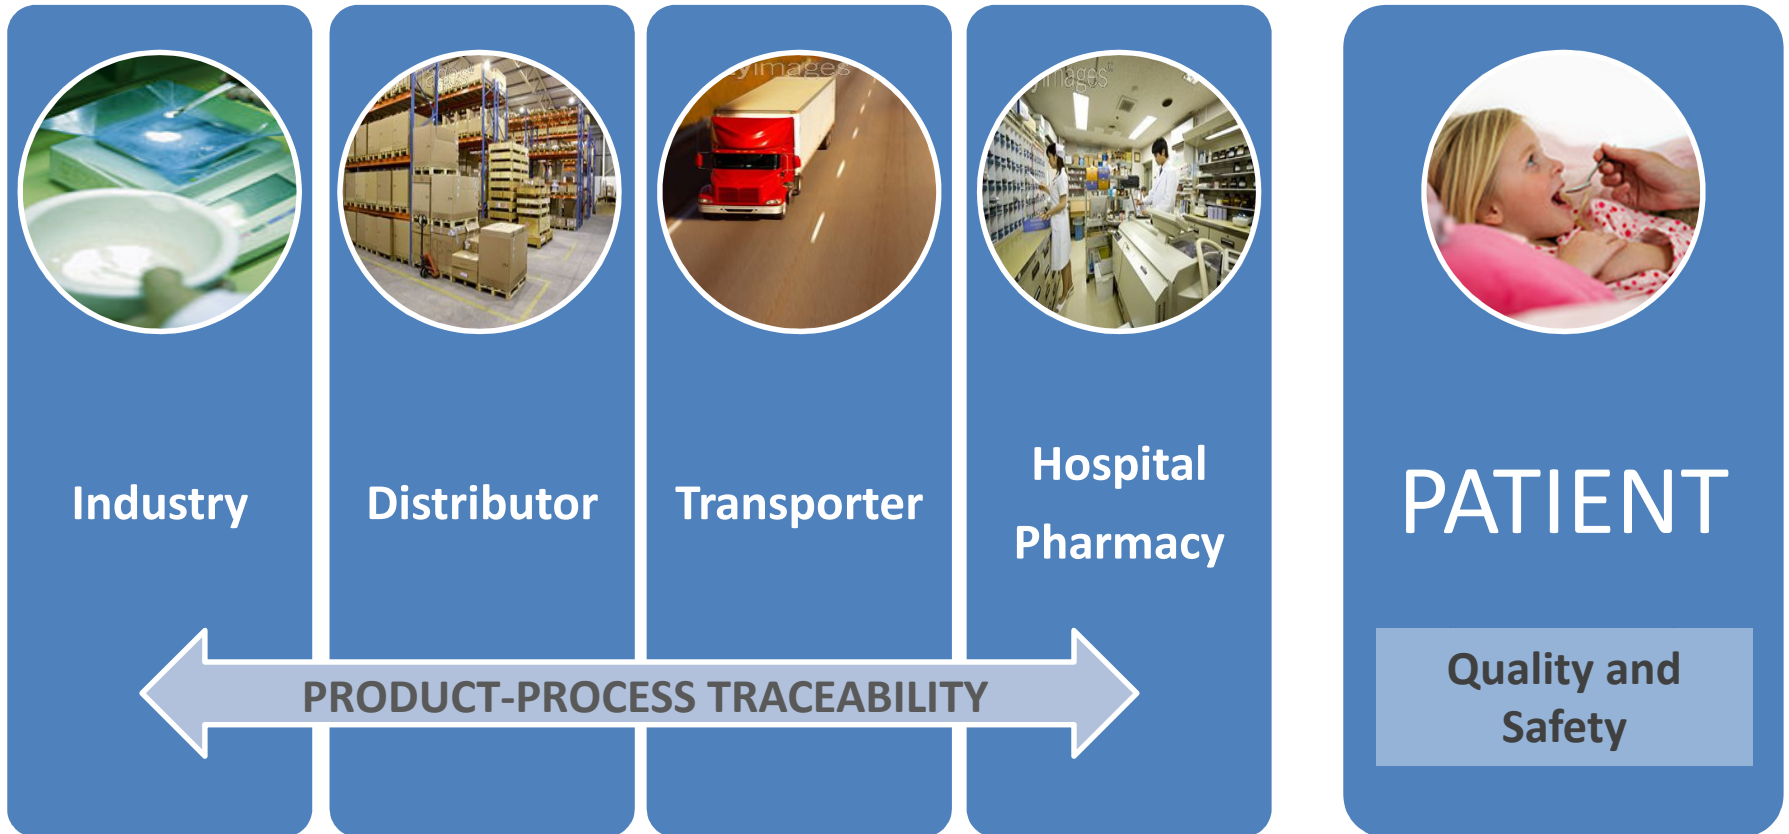 Industry
Distributor
Transporter
Hospital
Pharmacy
PATIENT
PRODUCT-PROCESS TRACEABILITY
Quality and
Safety